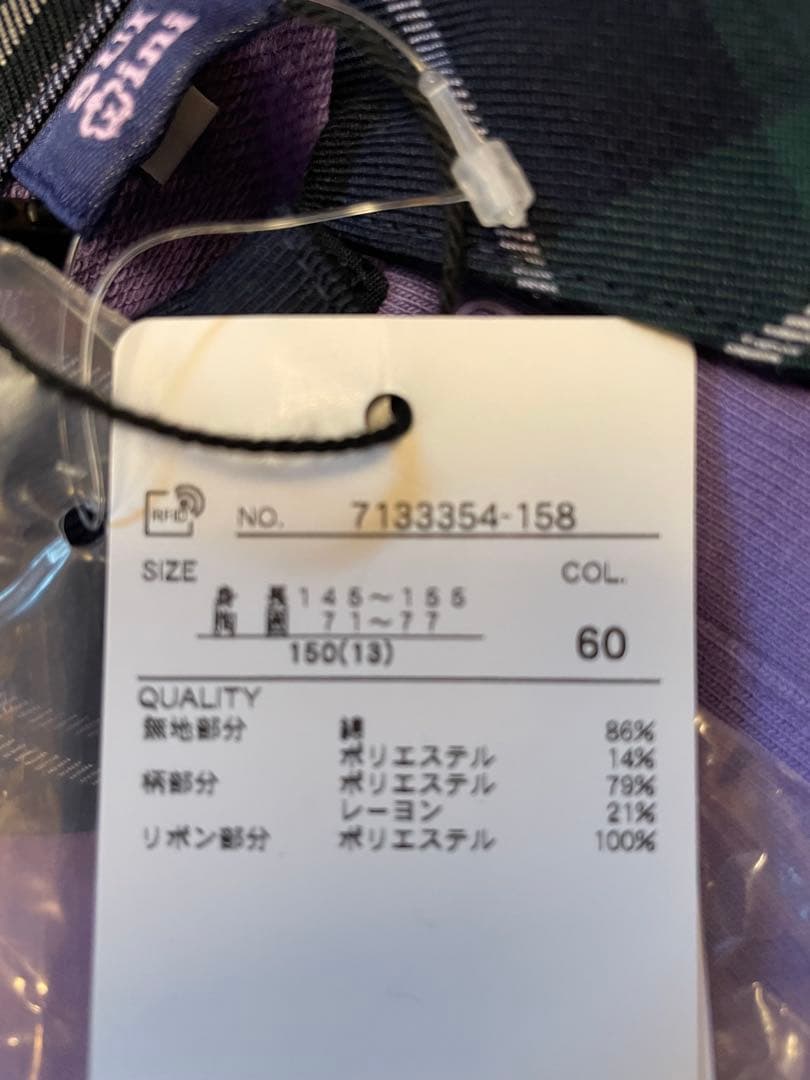 RFID
NO. 7133354-158
SIZE
COL.
身長 145〜155
胸囲 71〜77
150(13)
60
QUALITY
無地部分 綿 86%
ポリエステル 14%
柄部分 ポリエステル 79%
レーヨン 21%
リボン部分 ポリエステル 100%